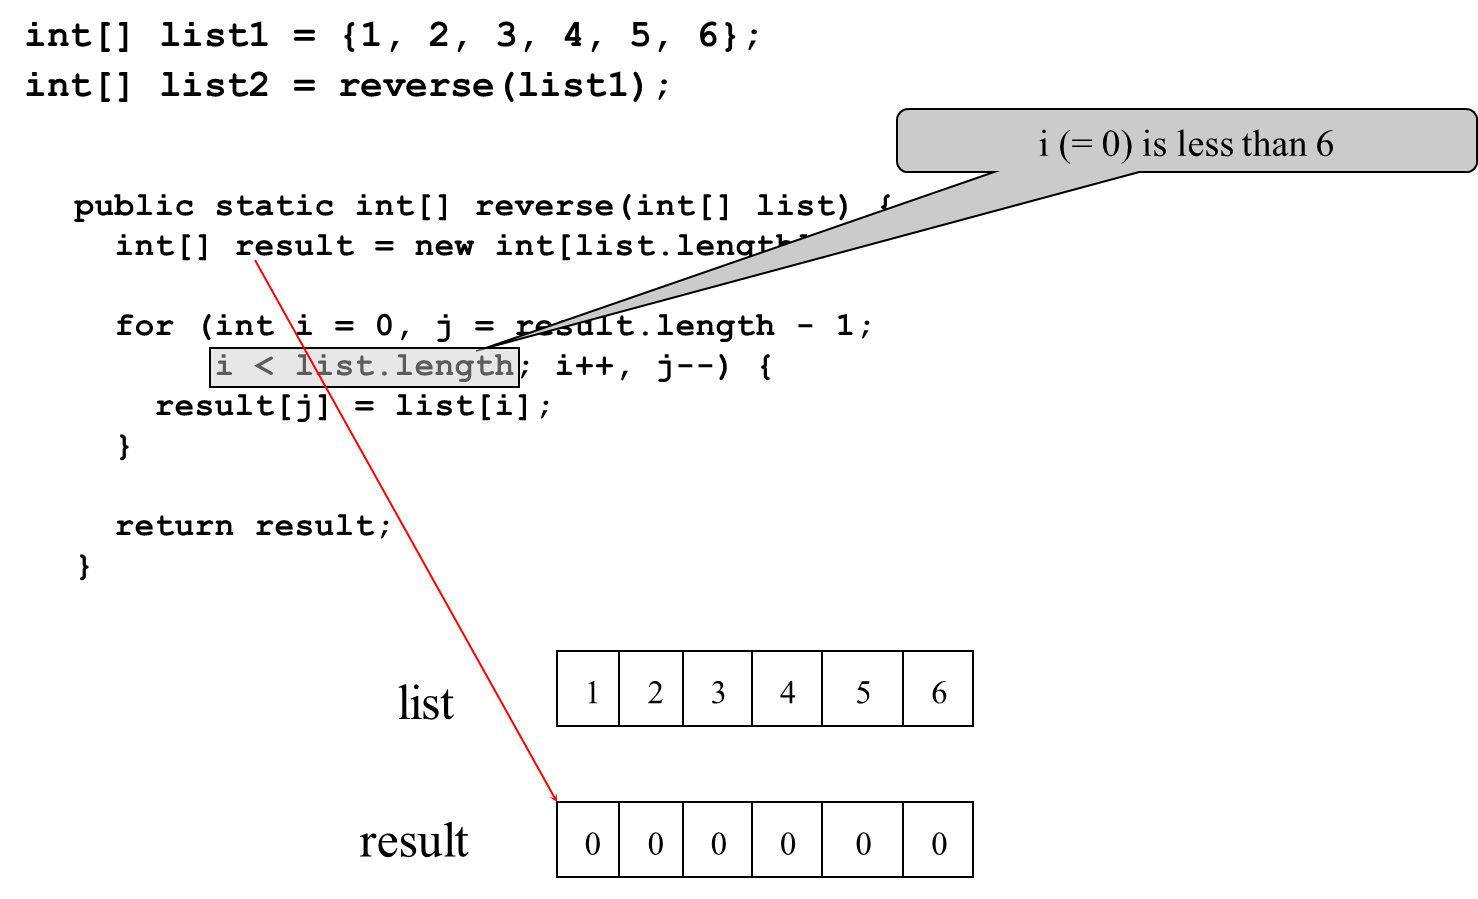 int[] list1 = {1, 2, 3, 4, 5, 6};
int[] list2 = reverse(list1);
i (= 0) is less than 6
public static int[] reverse(int[] list) {
int[] result = new int[list.length]
for (int i = 0, j = result.length - 1;
i < list.length; i++, j--) {
result[j] = list[i];
}
return result;
}
list 1 2 3 4 5 6
result 0 0 0 0 0 0